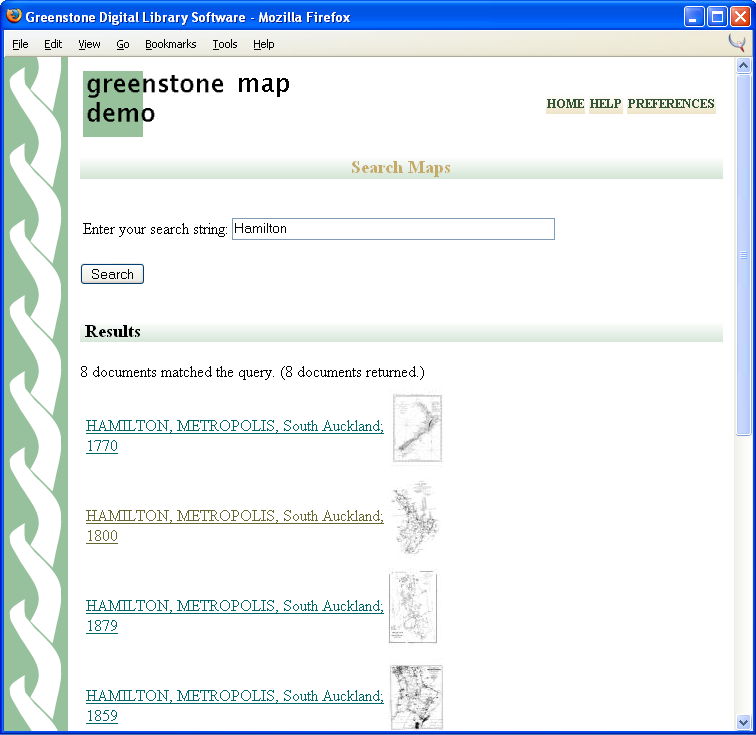 Greenstone Digital Library Software - Mozilla Firefox
File Edit View Go Bookmarks Tools Help
greenstone map
demo
HOME HELP PREFERENCES
Search Maps
Enter your search string: Hamilton
Search
Results
8 documents matched the query. (8 documents returned.)
HAMILTON, METROPOLIS, South Auckland;
1770
HAMILTON, METROPOLIS, South Auckland;
1800
HAMILTON, METROPOLIS, South Auckland;
1879
HAMILTON, METROPOLIS, South Auckland;
1859